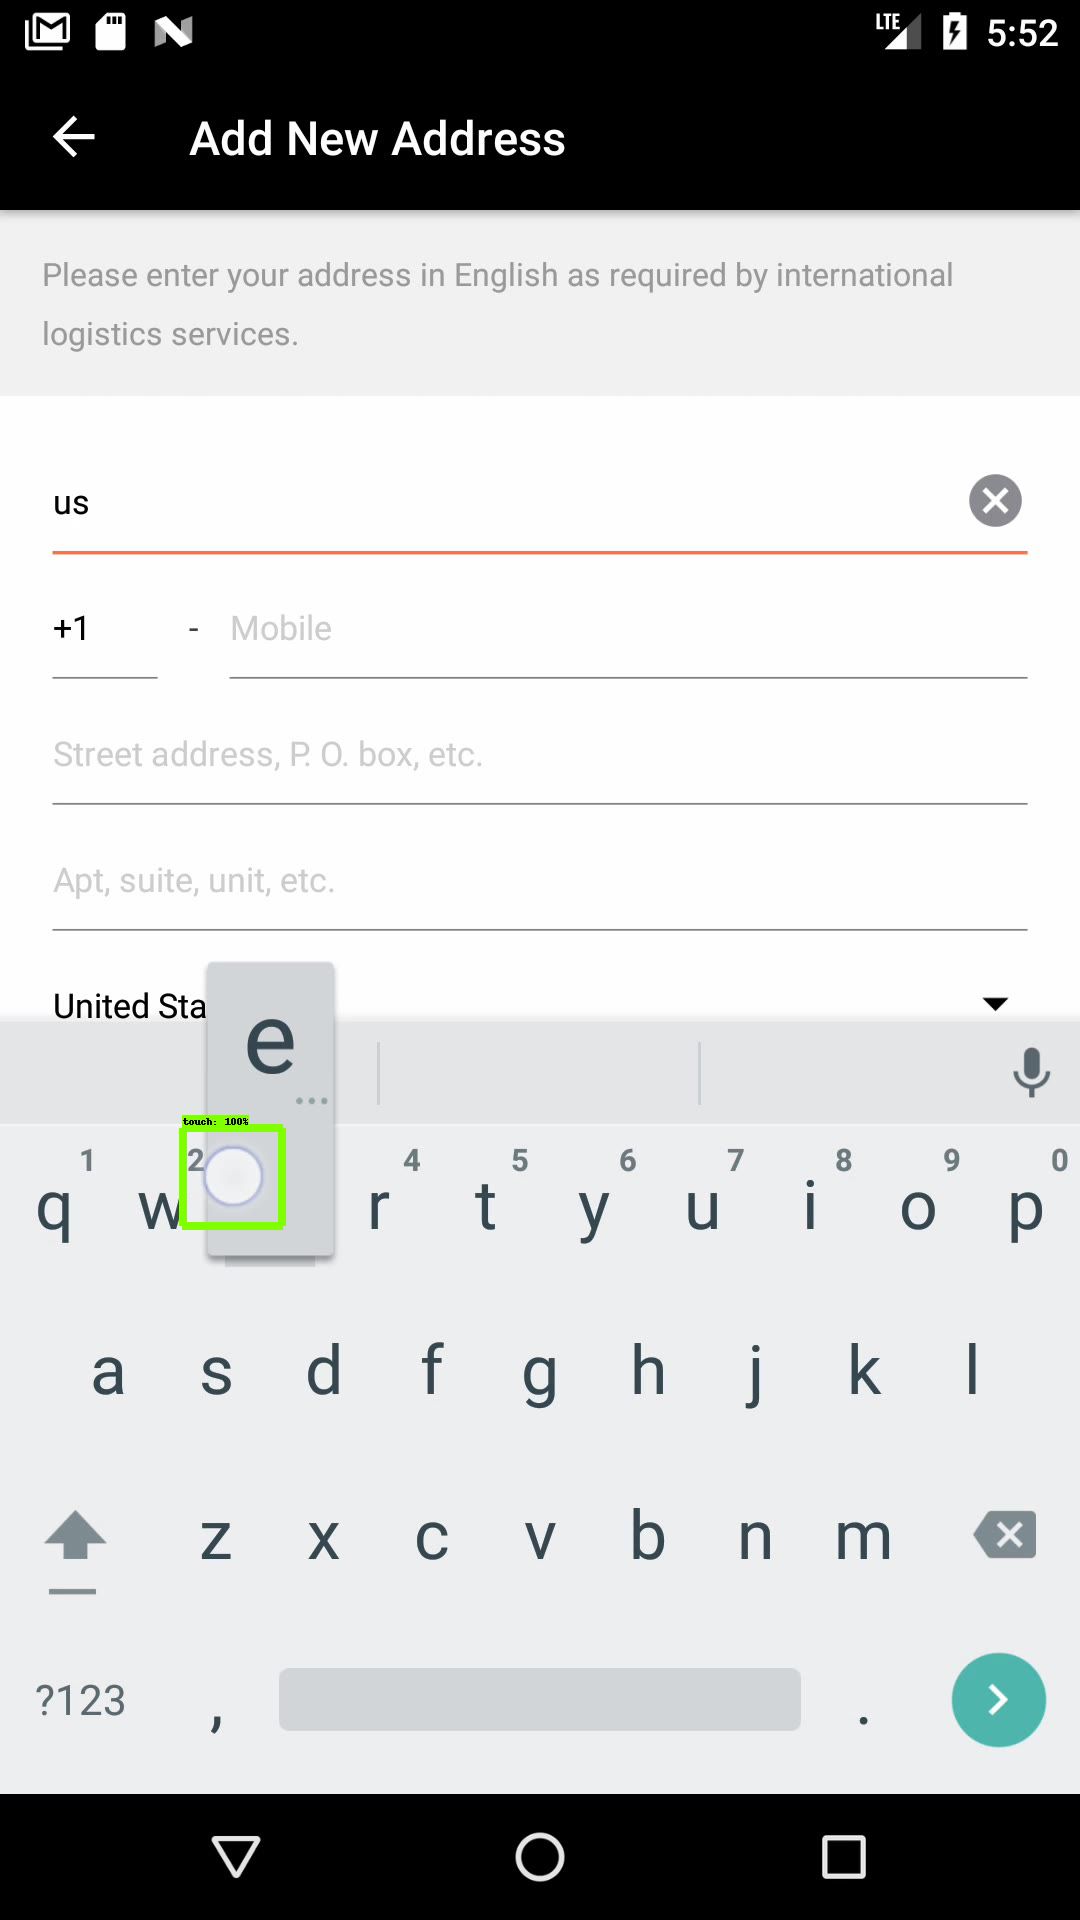 LTE 5:52
Add New Address
Please enter your address in English as required by international
logistics services.
us
+1 - Mobile
Street address, P. O. box, etc.
Apt, suite, unit, etc.
United Sta
e
...
touch: 100%
1 2 4 5 6 7 8 9 0
q w r t y u i o p
a s d f g h j k l
z x c v b n m
?123 , .